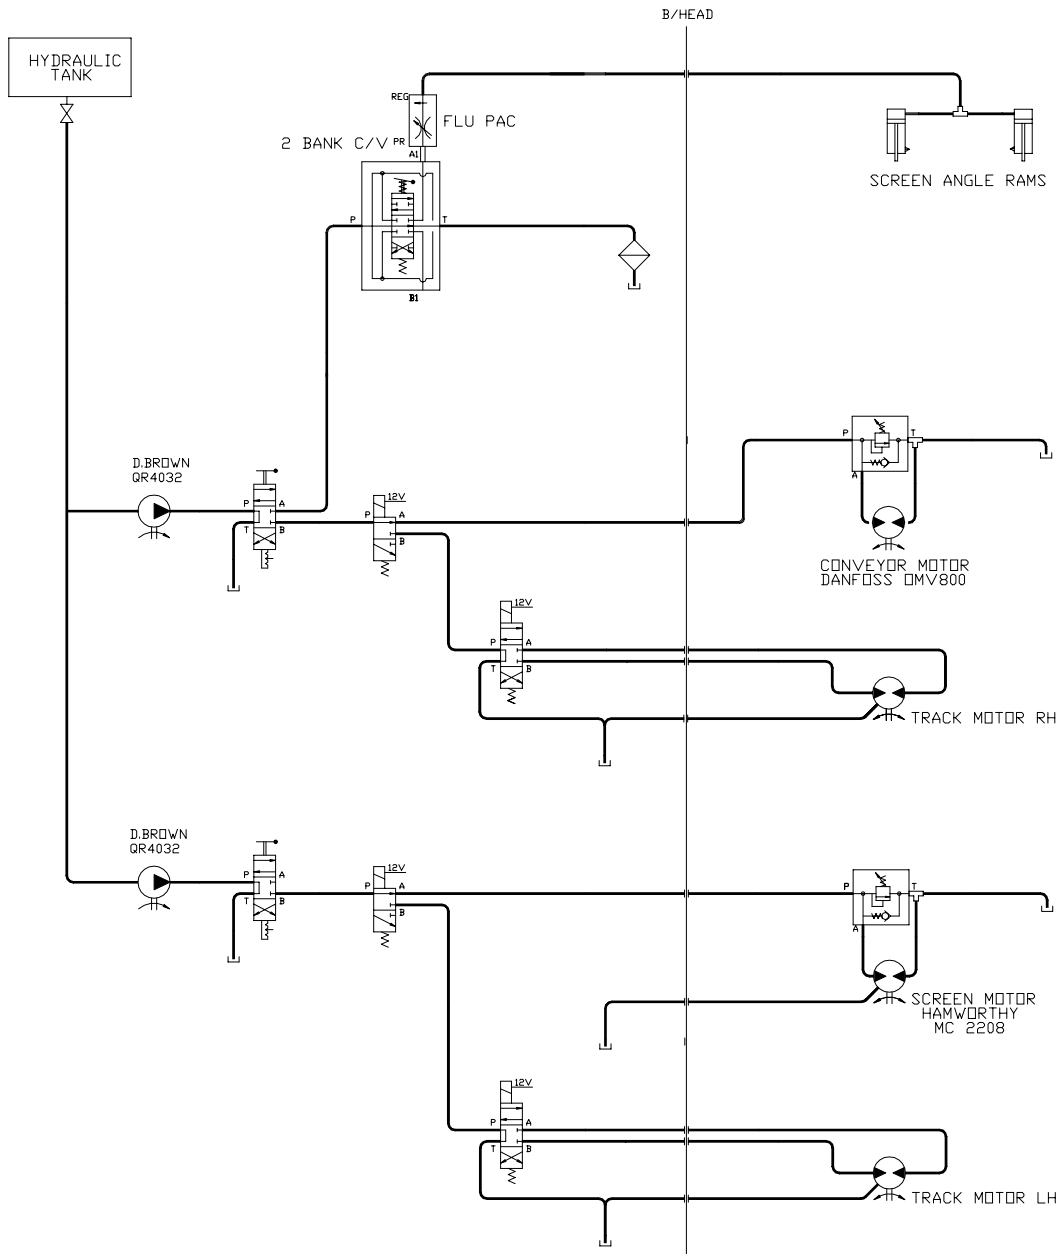 B/HEAD
HYDRAULIC
TANK
REG
FLU PAC
2 BANK C/V
PR
A1
SCREEN ANGLE RAMS
P
T
B1
D.BROWN
QR4032
P
A
T
B
12V
P
A
B
P
T
A
CONVEYOR MOTOR
DANFOSS OMV800
12V
P
A
T
B
TRACK MOTOR RH
D.BROWN
QR4032
P
A
T
B
12V
P
A
B
P
T
A
SCREEN MOTOR
HAMWORTHY
MC 2208
12V
P
A
T
B
TRACK MOTOR LH